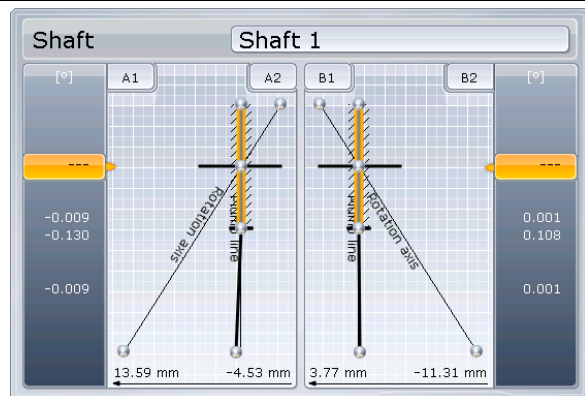 Shaft Shaft 1
[°] A1 A2 B1 B2 [°]
--- ---
Rotation axis
Plumb line
Plumb line
Rotation axis
-0.009 0.001
-0.130 0.108
-0.009 0.001
13.59 mm -4.53 mm 3.77 mm -11.31 mm